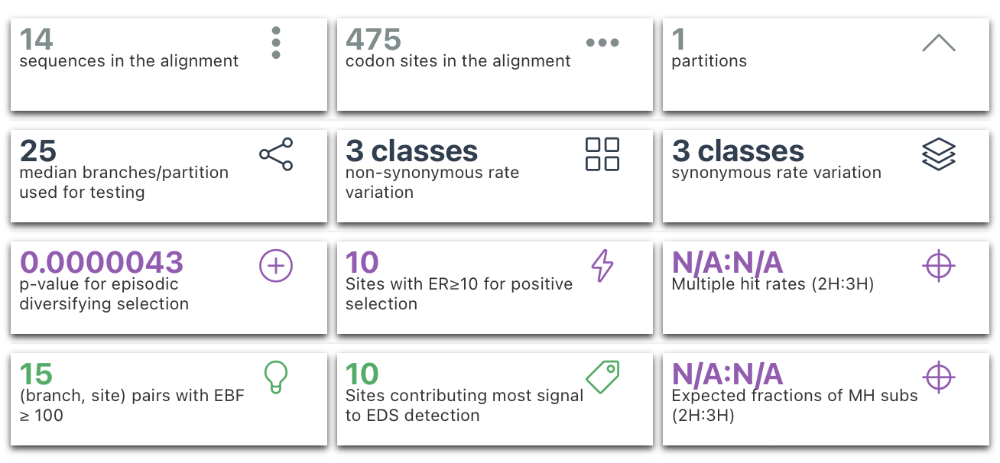 14
sequences in the alignment
475
codon sites in the alignment
1
partitions
25
median branches/partition
used for testing
3 classes
non-synonymous rate
variation
3 classes
synonymous rate variation
0.0000043
p-value for episodic
diversifying selection
10
Sites with ER≥10 for positive
selection
N/A:N/A
Multiple hit rates (2H:3H)
15
(branch, site) pairs with EBF
≥ 100
10
Sites contributing most signal
to EDS detection
N/A:N/A
Expected fractions of MH subs
(2H:3H)